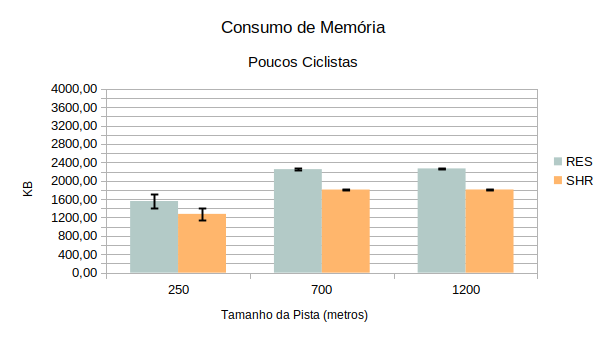 Consumo de Memória
Poucos Ciclistas
4000,00
3600,00
3200,00
2800,00
2400,00
2000,00
1600,00
1200,00
800,00
400,00
0,00
KB
250
700
1200
Tamanho da Pista (metros)
RES
SHR